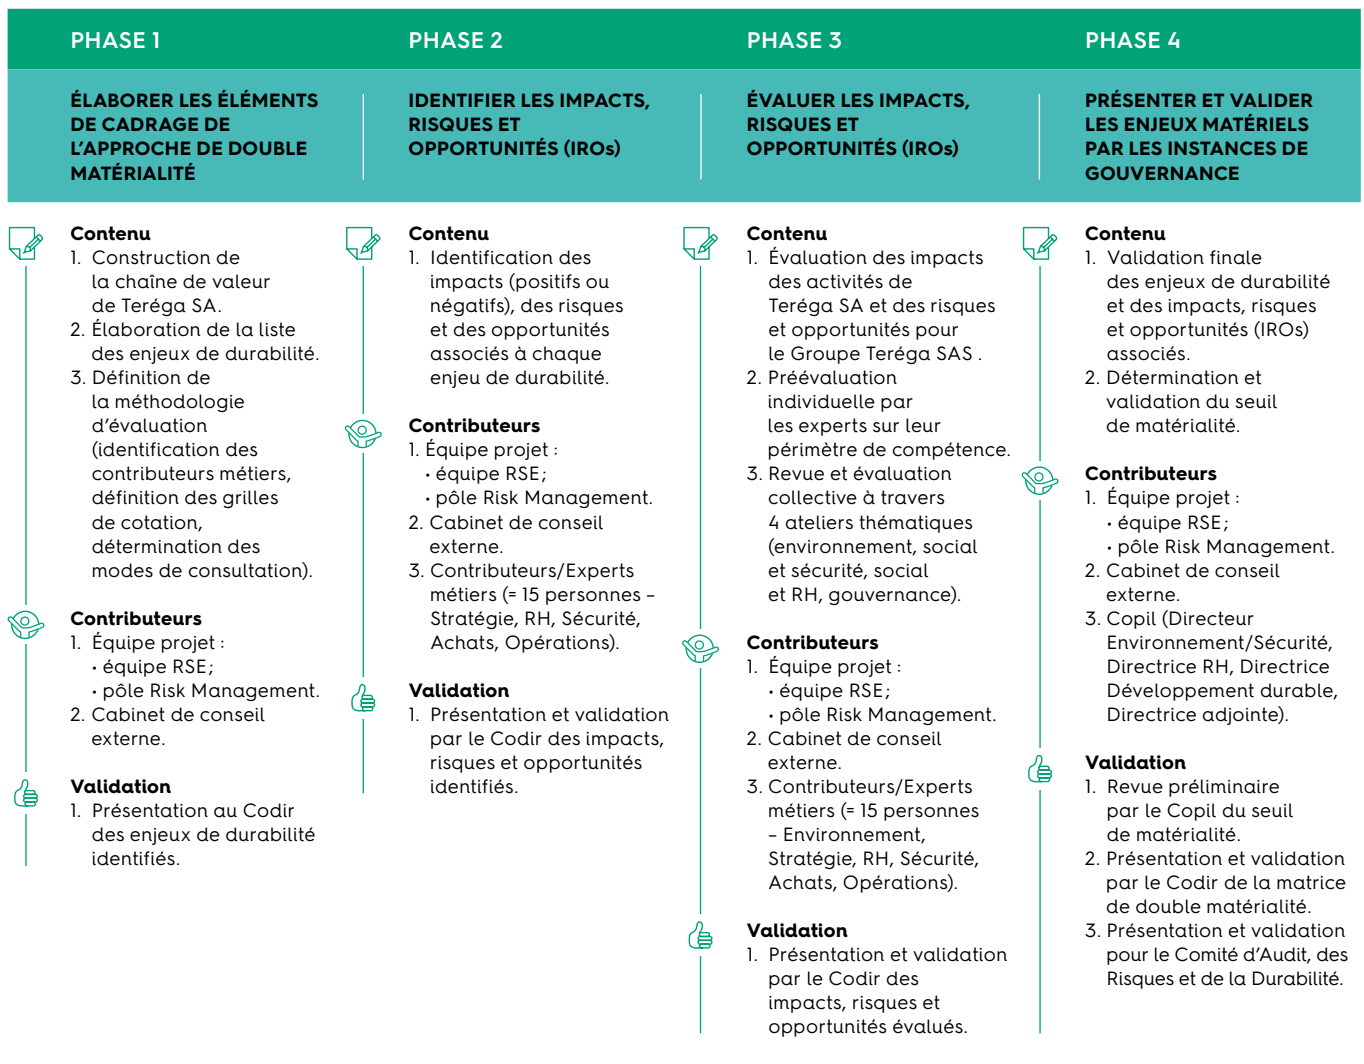 PHASE 1
ÉLABORER LES ÉLÉMENTS
DE CADRAGE DE
L'APPROCHE DE DOUBLE
MATÉRIALITÉ
Contenu
1. Construction de
la chaîne de valeur
de Teréga SA.
2. Élaboration de la liste
des enjeux de durabilité.
3. Définition de
la méthodologie
d'évaluation
(identification des
contributeurs métiers,
définition des grilles
de cotation,
détermination des
modes de consultation).
Contributeurs
1. Équipe projet :
• équipe RSE;
• pôle Risk Management.
2. Cabinet de conseil
externe.
Validation
1. Présentation au Codir
des enjeux de durabilité
identifiés.
PHASE 2
IDENTIFIER LES IMPACTS,
RISQUES ET
OPPORTUNITÉS (IROs)
Contenu
1. Identification des
impacts (positifs ou
négatifs), des risques
et des opportunités
associés à chaque
enjeu de durabilité.
Contributeurs
1. Équipe projet :
• équipe RSE;
• pôle Risk Management.
2. Cabinet de conseil
externe.
3. Contributeurs/Experts
métiers (= 15 personnes –
Stratégie, RH, Sécurité,
Achats, Opérations).
Validation
1. Présentation et validation
par le Codir des impacts,
risques et opportunités
identifiés.
PHASE 3
ÉVALUER LES IMPACTS,
RISQUES ET
OPPORTUNITÉS (IROs)
Contenu
1. Évaluation des impacts
des activités de
Teréga SA et des risques
et opportunités pour
le Groupe Teréga SAS .
2. Préévaluation
individuelle par
les experts sur leur
périmètre de compétence.
3. Revue et évaluation
collective à travers
4 ateliers thématiques
(environnement, social
et sécurité, social
et RH, gouvernance).
Contributeurs
1. Équipe projet :
• équipe RSE;
• pôle Risk Management.
2. Cabinet de conseil
externe.
3. Contributeurs/Experts
métiers (= 15 personnes
– Environnement,
Stratégie, RH, Sécurité,
Achats, Opérations).
Validation
1. Présentation et validation
par le Codir des
impacts, risques et
opportunités évalués.
PHASE 4
PRÉSENTER ET VALIDER
LES ENJEUX MATÉRIELS
PAR LES INSTANCES DE
GOUVERNANCE
Contenu
1. Validation finale
des enjeux de durabilité
et des impacts, risques
et opportunités (IROs)
associés.
2. Détermination et
validation du seuil
de matérialité.
Contributeurs
1. Équipe projet :
• équipe RSE;
• pôle Risk Management.
2. Cabinet de conseil
externe.
3. Copil (Directeur
Environnement/Sécurité,
Directrice RH, Directrice
Développement durable,
Directrice adjointe).
Validation
1. Revue préliminaire
par le Copil du seuil
de matérialité.
2. Présentation et validation
par le Codir de la matrice
de double matérialité.
3. Présentation et validation
pour le Comité d'Audit, des
Risques et de la Durabilité.